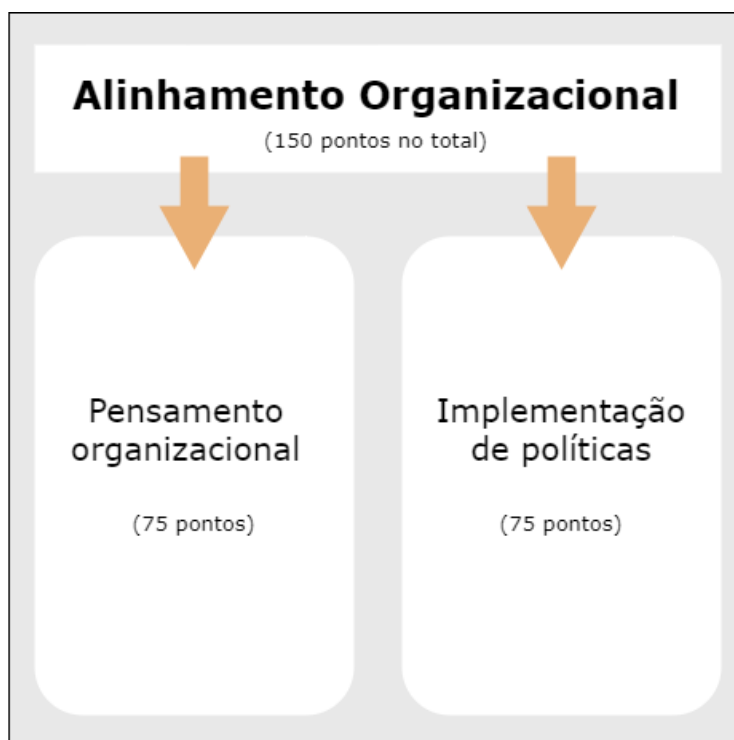 Alinhamento Organizacional
(150 pontos no total)
Pensamento
organizacional
(75 pontos)
Implementação
de políticas
(75 pontos)